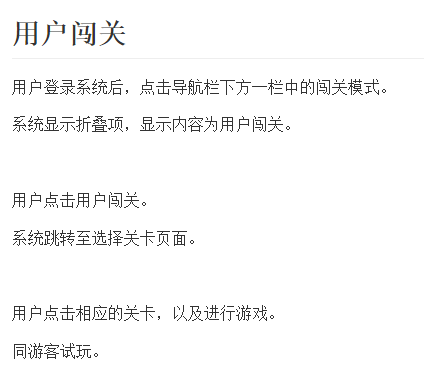 用户闯关
用户登录系统后，点击导航栏下方一栏中的闯关模式。
系统显示折叠项，显示内容为用户闯关。
用户点击用户闯关。
系统跳转至选择关卡页面。
用户点击相应的关卡，以及进行游戏。
同游客试玩。